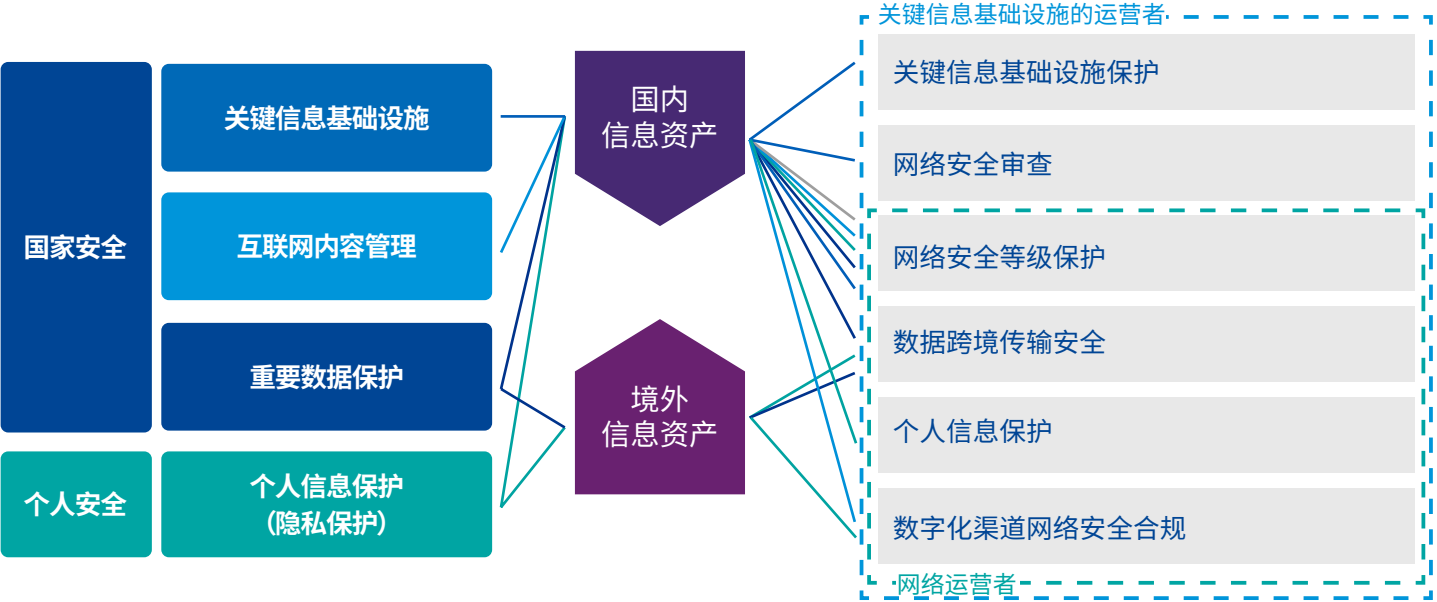 国家安全
关键信息基础设施
互联网内容管理
重要数据保护
个人安全
个人信息保护
（隐私保护）
国内
信息资产
境外
信息资产
关键信息基础设施的运营者
关键信息基础设施保护
网络安全审查
网络安全等级保护
数据跨境传输安全
个人信息保护
数字化渠道网络安全合规
网络运营者